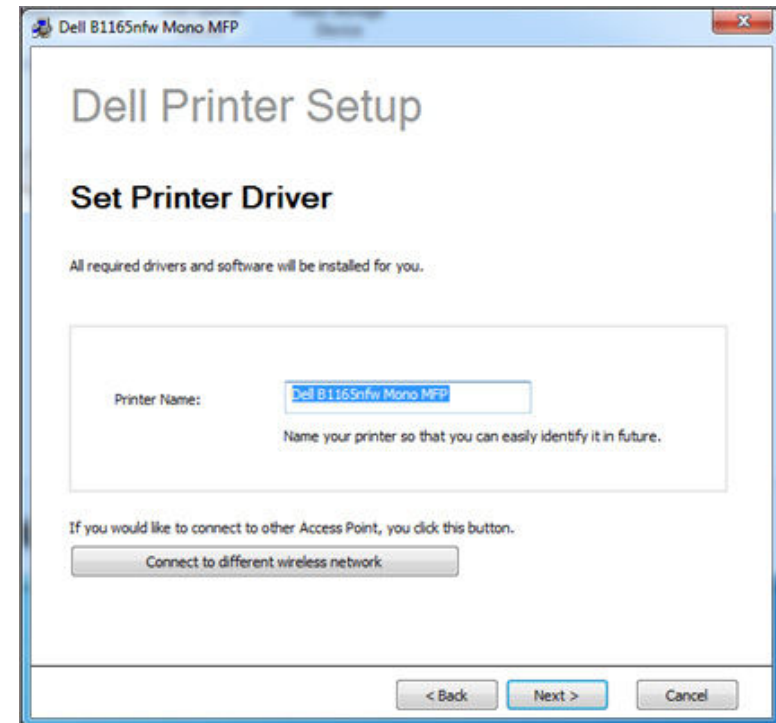 Dell B1165nfw Mono MFP
Dell Printer Setup
Set Printer Driver
All required drivers and software will be installed for you.
Printer Name:
Dell B1165nfw Mono MFP
Name your printer so that you can easily identify it in future.
If you would like to connect to other Access Point, you click this button.
Connect to different wireless network
< Back
Next >
Cancel